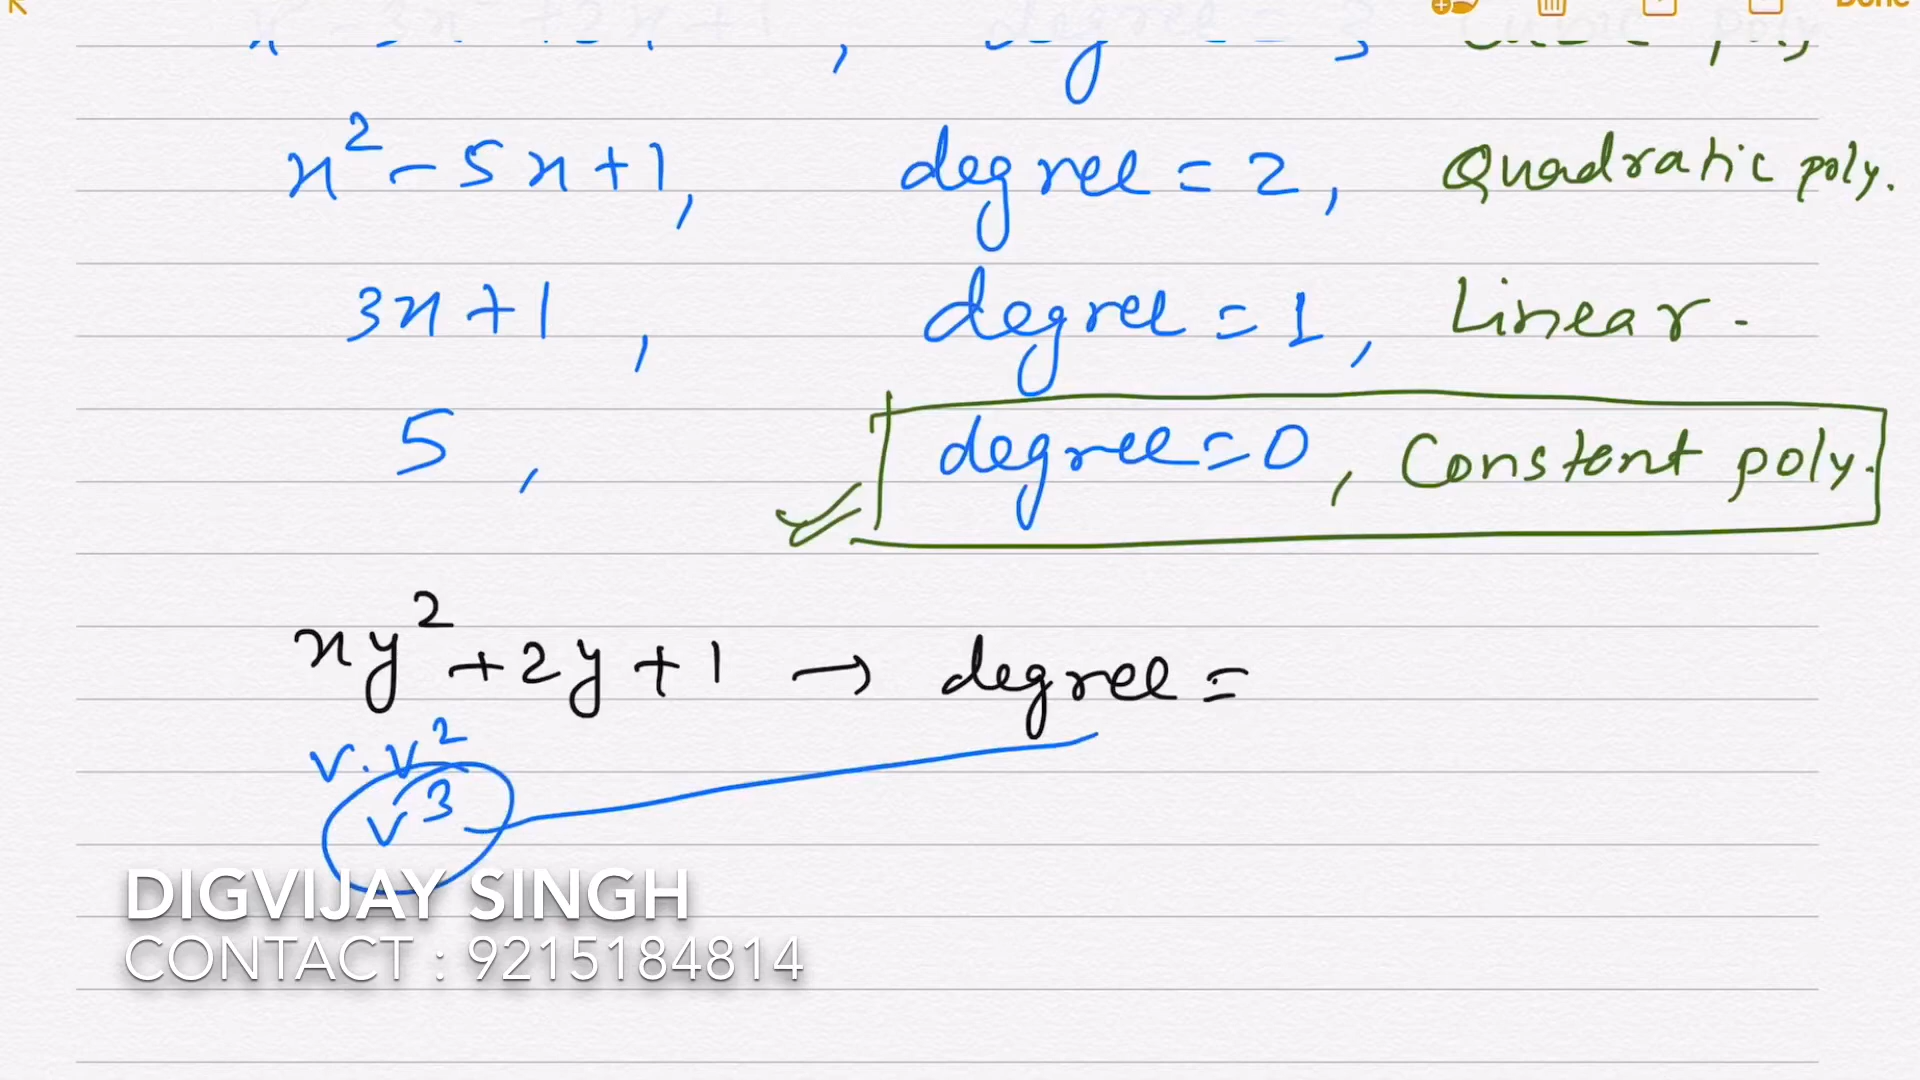 x² - 5x + 1, degree = 2, Quadratic poly.
3x + 1, degree = 1, Linear.
5, degree = 0, Constent poly.
xy² + 2y + 1 → degree =
v.v²
v³
DIGVIJAY SINGH
CONTACT : 9215184814